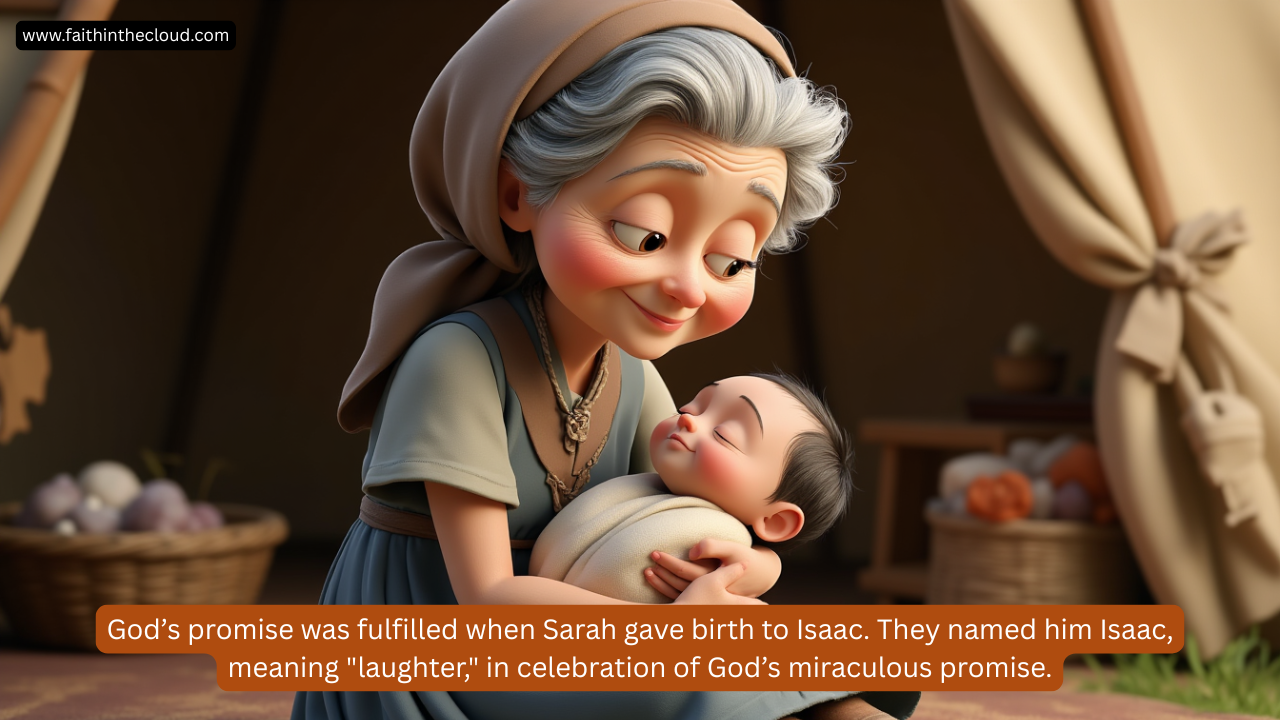 www.faithinthecloud.com
God’s promise was fulfilled when Sarah gave birth to Isaac. They named him Isaac,
meaning "laughter," in celebration of God’s miraculous promise.